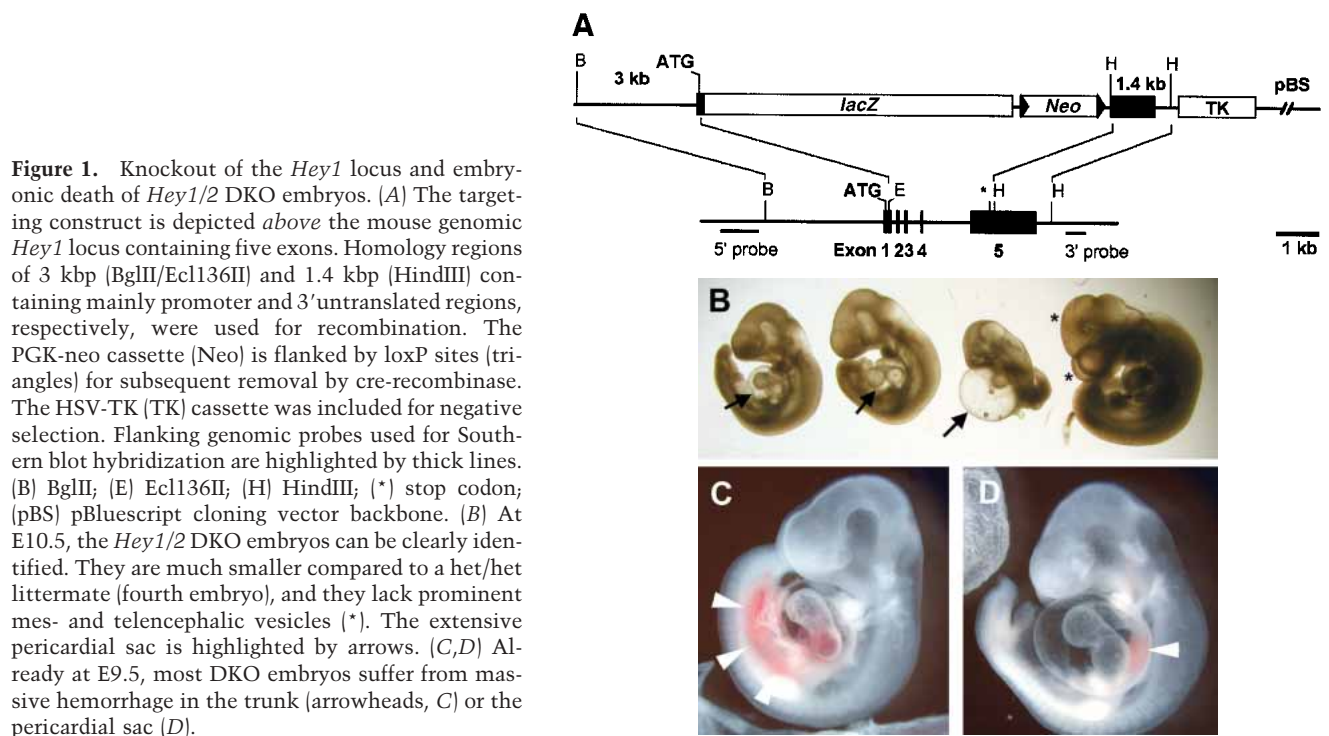 Figure 1. Knockout of the Hey1 locus and embry-
onic death of Hey1/2 DKO embryos. (A) The target-
ing construct is depicted above the mouse genomic
Hey1 locus containing five exons. Homology regions
of 3 kbp (BglII/Ecl136II) and 1.4 kbp (HindIII) con-
taining mainly promoter and 3′untranslated regions,
respectively, were used for recombination. The
PGK-neo cassette (Neo) is flanked by loxP sites (tri-
angles) for subsequent removal by cre-recombinase.
The HSV-TK (TK) cassette was included for negative
selection. Flanking genomic probes used for South-
ern blot hybridization are highlighted by thick lines.
(B) BglII; (E) Ecl136II; (H) HindIII; (*) stop codon;
(pBS) pBluescript cloning vector backbone. (B) At
E10.5, the Hey1/2 DKO embryos can be clearly iden-
tified. They are much smaller compared to a het/het
littermate (fourth embryo), and they lack prominent
mes- and telencephalic vesicles (*). The extensive
pericardial sac is highlighted by arrows. (C,D) Al-
ready at E9.5, most DKO embryos suffer from mas-
sive hemorrhage in the trunk (arrowheads, C) or the
pericardial sac (D).
A
B 3 kb ATG H 1.4 kb H pBS
lacZ Neo TK
B ATG E * H H
5' probe Exon 1 2 3 4 5 3' probe 1 kb
B * *
C D